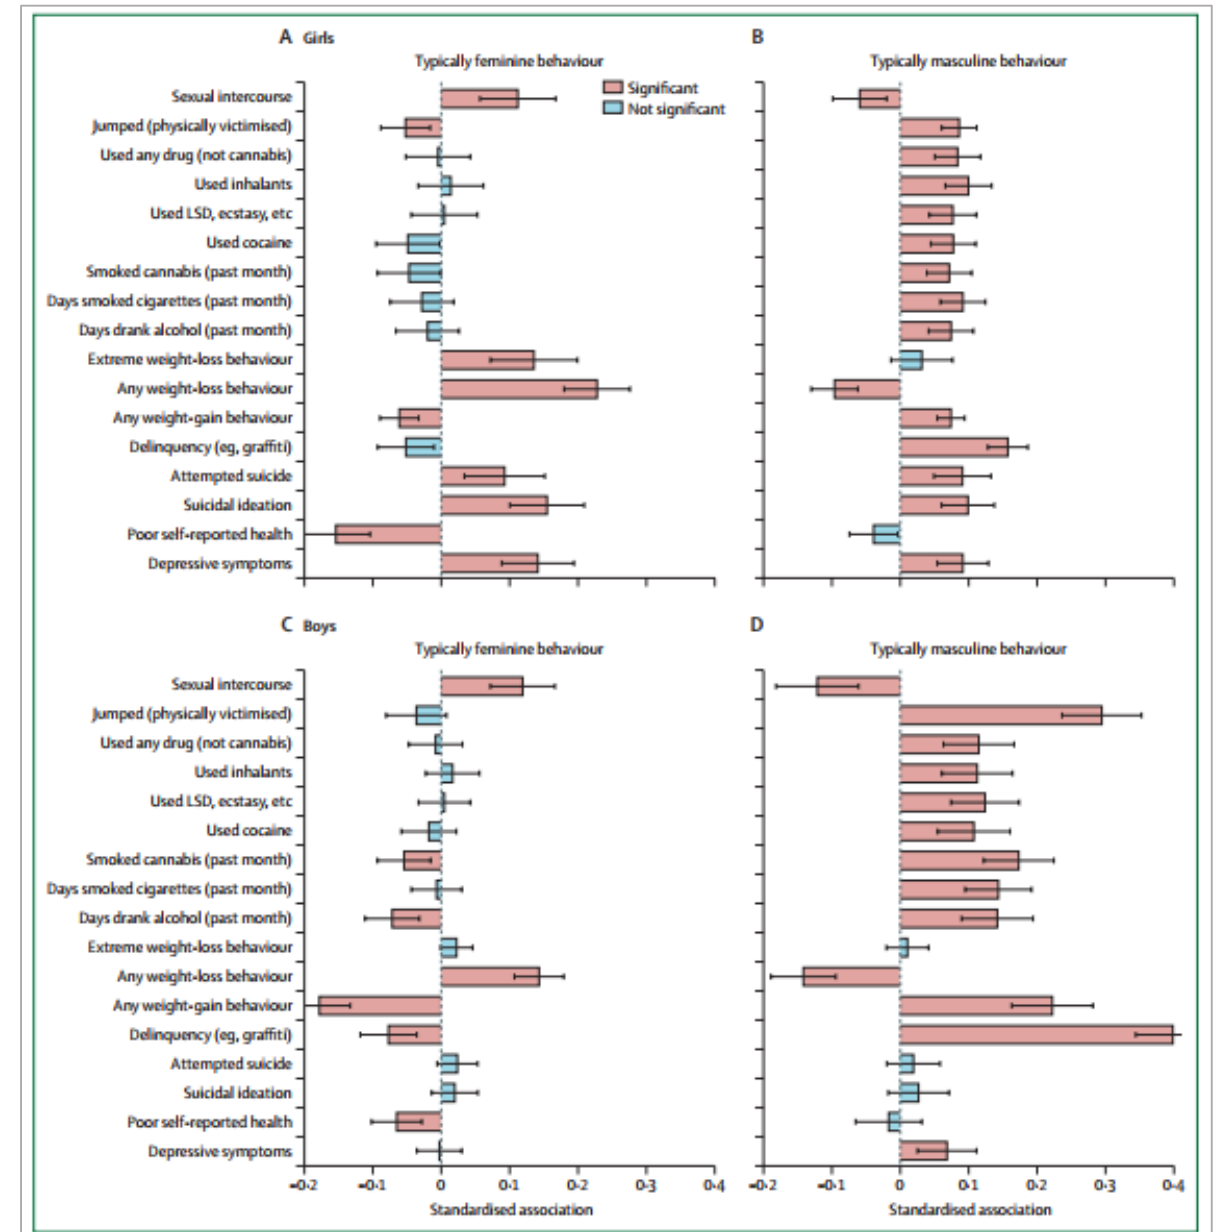 A Girls
Typically feminine behaviour
Significant
Not significant
Sexual intercourse
Jumped (physically victimised)
Used any drug (not cannabis)
Used inhalants
Used LSD, ecstasy, etc
Used cocaine
Smoked cannabis (past month)
Days smoked cigarettes (past month)
Days drank alcohol (past month)
Extreme weight-loss behaviour
Any weight-loss behaviour
Any weight-gain behaviour
Delinquency (eg, graffiti)
Attempted suicide
Suicidal ideation
Poor self-reported health
Depressive symptoms
B
Typically masculine behaviour
C Boys
Typically feminine behaviour
Sexual intercourse
Jumped (physically victimised)
Used any drug (not cannabis)
Used inhalants
Used LSD, ecstasy, etc
Used cocaine
Smoked cannabis (past month)
Days smoked cigarettes (past month)
Days drank alcohol (past month)
Extreme weight-loss behaviour
Any weight-loss behaviour
Any weight-gain behaviour
Delinquency (eg, graffiti)
Attempted suicide
Suicidal ideation
Poor self-reported health
Depressive symptoms
-0·2 -0·1 0 0·1 0·2 0·3 0·4
Standardised association
D
Typically masculine behaviour
-0·2 -0·1 0 0·1 0·2 0·3 0·4
Standardised association